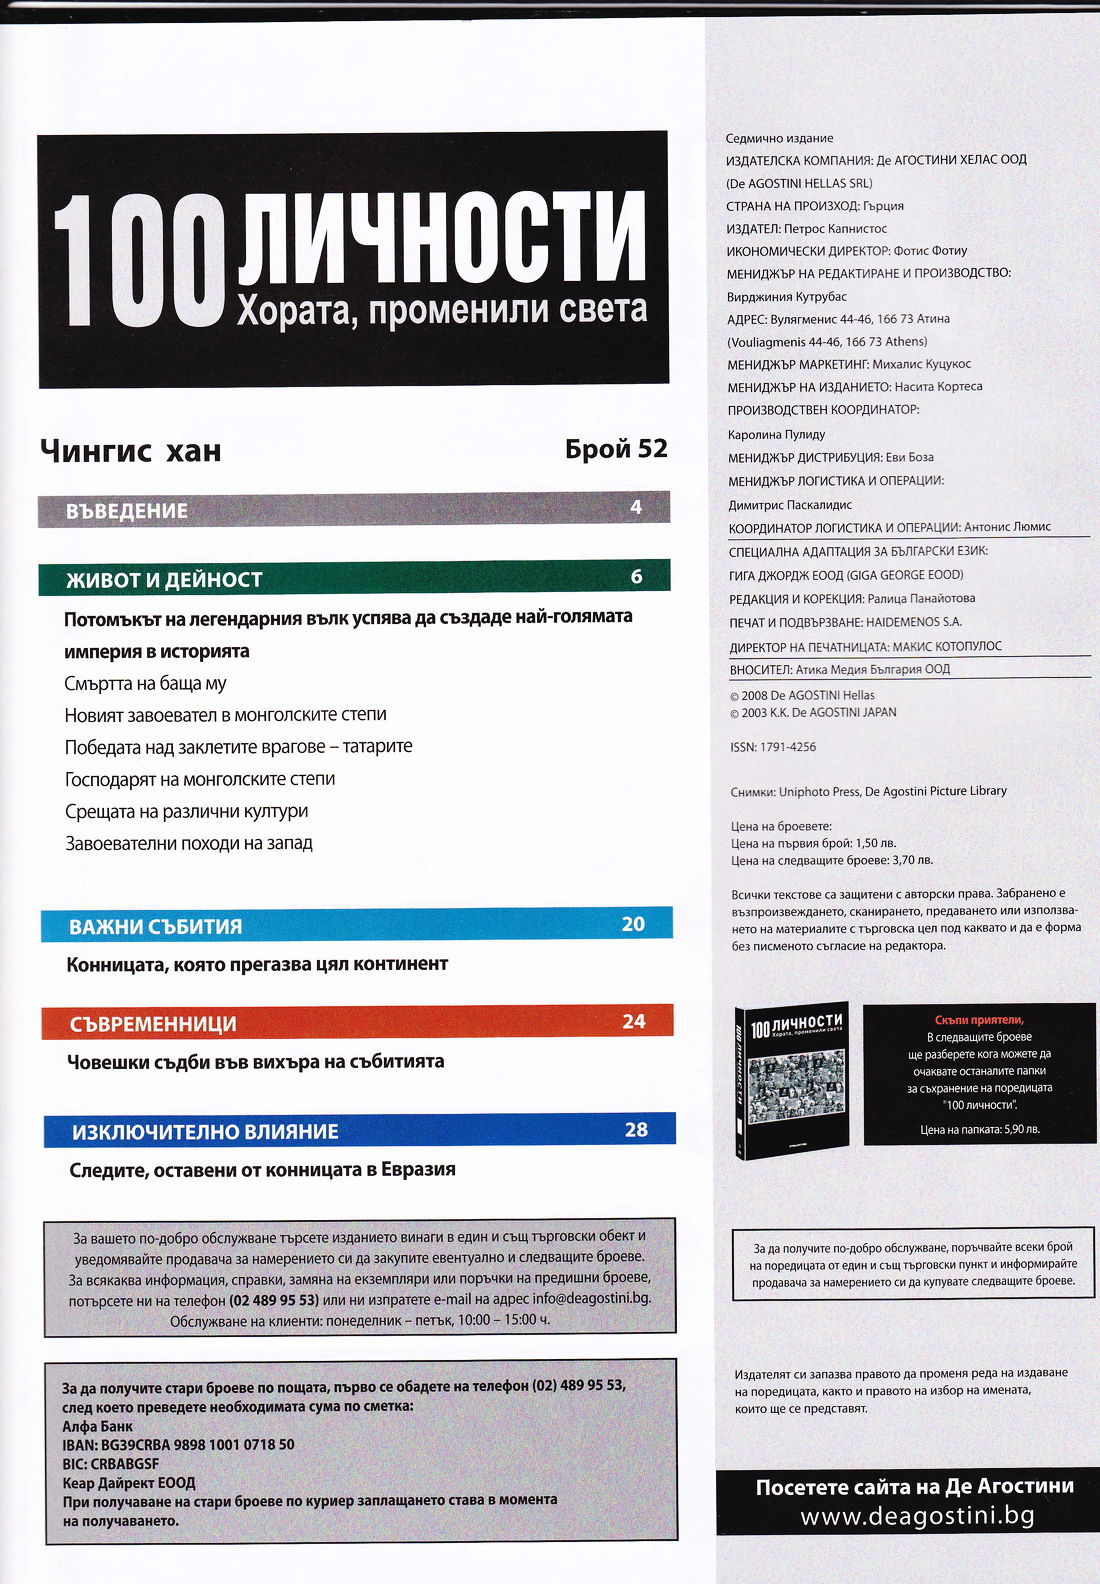 100 ЛИЧНОСТИ
Хората, променили света
Чингис хан
Брой 52
ВЪВЕДЕНИЕ 4
ЖИВОТ И ДЕЙНОСТ 6
Потомъкът на легендарния вълк успява да създаде най-голямата
империя в историята
Смъртта на баща му
Новият завоевател в монголските степи
Победата над заклетите врагове – татарите
Господарят на монголските степи
Срещата на различни култури
Завоевателни походи на запад
ВАЖНИ СЪБИТИЯ 20
Конницата, която прегазва цял континент
СЪВРЕМЕННИЦИ 24
Човешки съдби във вихъра на събитията
ИЗКЛЮЧИТЕЛНО ВЛИЯНИЕ 28
Следите, оставени от конницата в Евразия
За вашето по-добро обслужване търсете изданието винаги в един и същ търговски обект и
уведомявайте продавача за намерението си да закупите евентуално и следващите броеве.
За всякаква информация, справки, замяна на екземпляри или поръчки на предишни броеве,
потърсете ни на телефон (02 489 95 53) или ни изпратете e-mail на адрес info@deagostini.bg.
Обслужване на клиенти: понеделник – петък, 10:00 – 15:00 ч.
За да получите стари броеве по пощата, първо се обадете на телефон (02) 489 95 53,
след което преведете необходимата сума по сметка:
Алфа Банк
IBAN: BG39CRBA 9898 1001 0718 50
BIC: CRBABGSF
Кеар Дайрект ЕООД
При получаване на стари броеве по куриер заплащането става в момента
на получаването.
Седмично издание
ИЗДАТЕЛСКА КОМПАНИЯ: Де АГОСТИНИ ХЕЛАС ООД
(De AGOSTINI HELLAS SRL)
СТРАНА НА ПРОИЗХОД: Гърция
ИЗДАТЕЛ: Петрос Капнистос
ИКОНОМИЧЕСКИ ДИРЕКТОР: Фотис Фотиу
МЕНИДЖЪР НА РЕДАКТИРАНЕ И ПРОИЗВОДСТВО:
Вирджиния Кутрубас
АДРЕС: Вулягменис 44-46, 166 73 Атина
(Vouliagmenis 44-46, 166 73 Athens)
МЕНИДЖЪР МАРКЕТИНГ: Михалис Куцукос
МЕНИДЖЪР НА ИЗДАНИЕТО: Насита Кортеса
ПРОИЗВОДСТВЕН КООРДИНАТОР:
Каролина Пулиду
МЕНИДЖЪР ДИСТРИБУЦИЯ: Еви Боза
МЕНИДЖЪР ЛОГИСТИКА И ОПЕРАЦИИ:
Димитрис Паскалидис
КООРДИНАТОР ЛОГИСТИКА И ОПЕРАЦИИ: Антонис Люмис
СПЕЦИАЛНА АДАПТАЦИЯ ЗА БЪЛГАРСКИ ЕЗИК:
ГИГА ДЖОРДЖ ЕООД (GIGA GEORGE EOOD)
РЕДАКЦИЯ И КОРЕКЦИЯ: Ралица Панайотова
ПЕЧАТ И ПОДВЪРЗВАНЕ: HAIDEMENOS S.A.
ДИРЕКТОР НА ПЕЧАТНИЦАТА: МАКИС КОТОПУЛОС
ВНОСИТЕЛ: Атика Медия България ООД
© 2008 De AGOSTINI Hellas
© 2003 K.K. De AGOSTINI JAPAN
ISSN: 1791-4256
Снимки: Uniphoto Press, De Agostini Picture Library
Цена на броевете:
Цена на първия брой: 1,50 лв.
Цена на следващите броеве: 3,70 лв.
Всички текстове са защитени с авторски права. Забранено е
възпроизвеждането, сканирането, предаването или използва-
нето на материалите с търговска цел под каквато и да е форма
без писменото съгласие на редактора.
100 ЛИЧНОСТИ
Хората, променили света
100 ЛИЧНОСТИ
Скъпи приятели,
В следващите броеве
ще разберете кога можете да
очаквате останалите папки
за съхранение на поредицата
"100 личности".
Цена на папката: 5,90 лв.
За да получите по-добро обслужване, поръчвайте всеки брой
на поредицата от един и същ търговски пункт и информирайте
продавача за намерението си да купувате следващите броеве.
Издателят си запазва правото да променя реда на издаване
на поредицата, както и правото на избор на имената,
които ще се представят.
Посетете сайта на Де Агостини
www.deagostini.bg